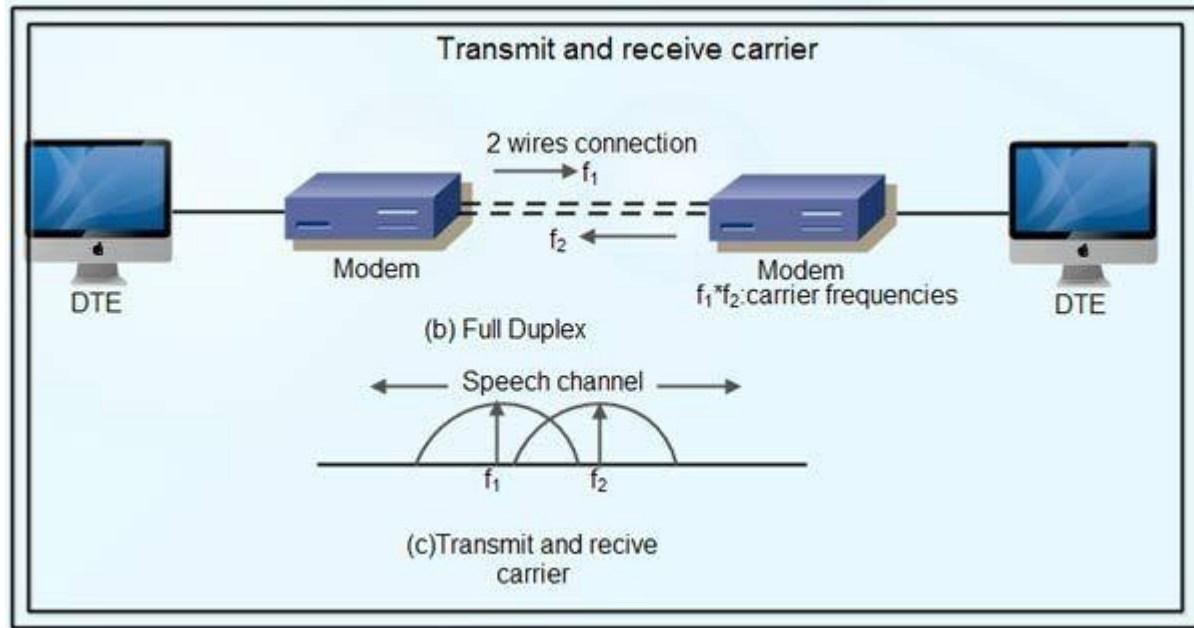 Transmit and receive carrier
2 wires connection
f₁
f₂
Modem
Modem
f₁*f₂:carrier frequencies
DTE
DTE
(b) Full Duplex
Speech channel
f₁
f₂
(c)Transmit and recive
carrier